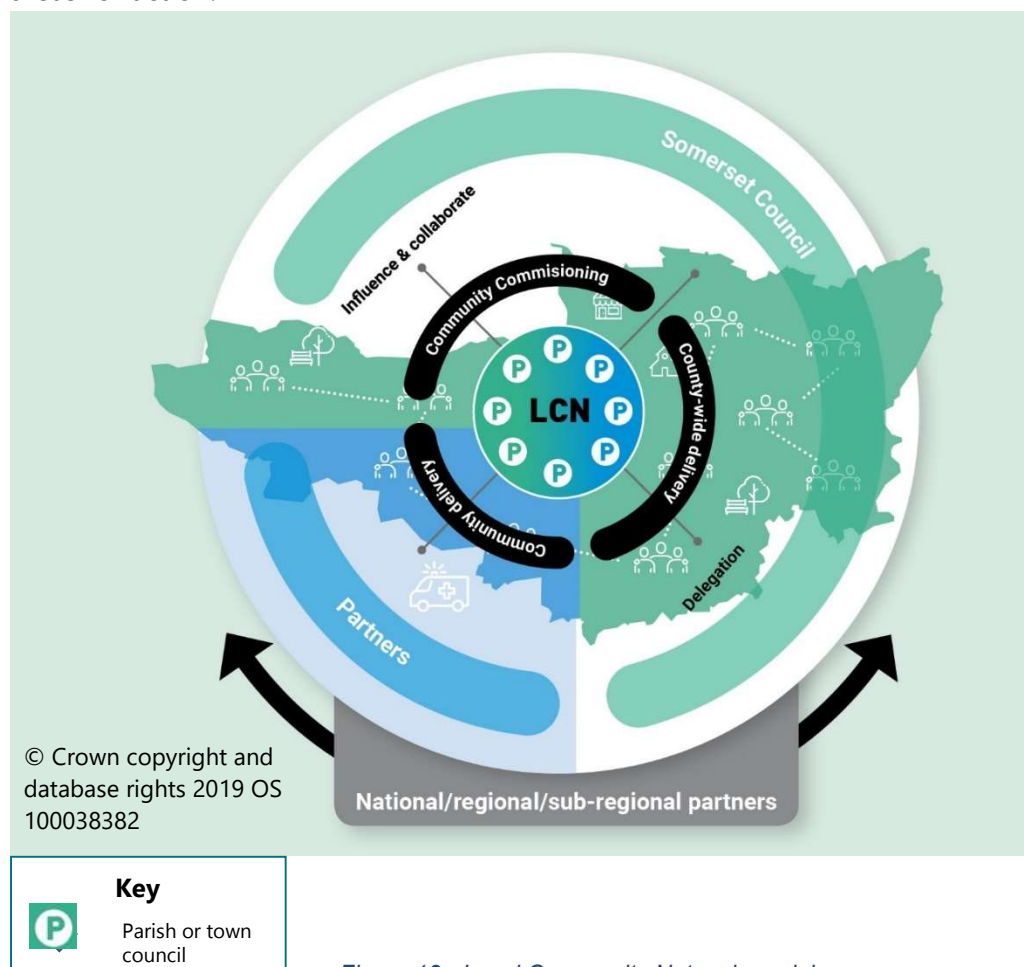 Somerset Council
Influence & collaborate
Community Commisioning
P
P P
P LCN P
P P
P
County-wide delivery
Community delivery
Delegation
Partners
© Crown copyright and
database rights 2019 OS
100038382
National/regional/sub-regional partners
Key
P Parish or town
council